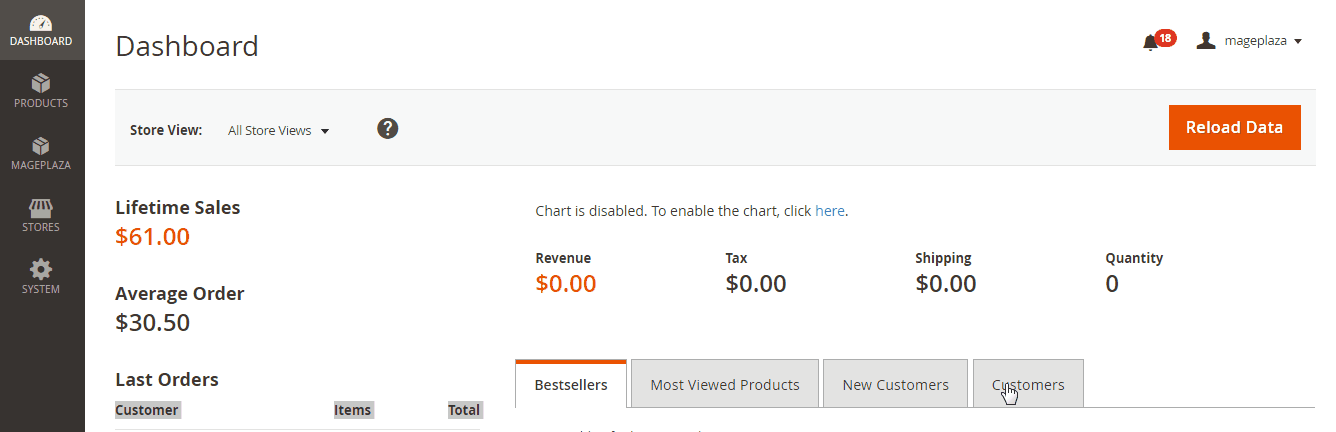 DASHBOARD
PRODUCTS
MAGEPLAZA
STORES
SYSTEM
Dashboard
18
mageplaza
Store View: All Store Views ?
Reload Data
Lifetime Sales
$61.00
Average Order
$30.50
Last Orders
Customer Items Total
Chart is disabled. To enable the chart, click here.
Revenue Tax Shipping Quantity
$0.00 $0.00 $0.00 0
Bestsellers Most Viewed Products New Customers Customers